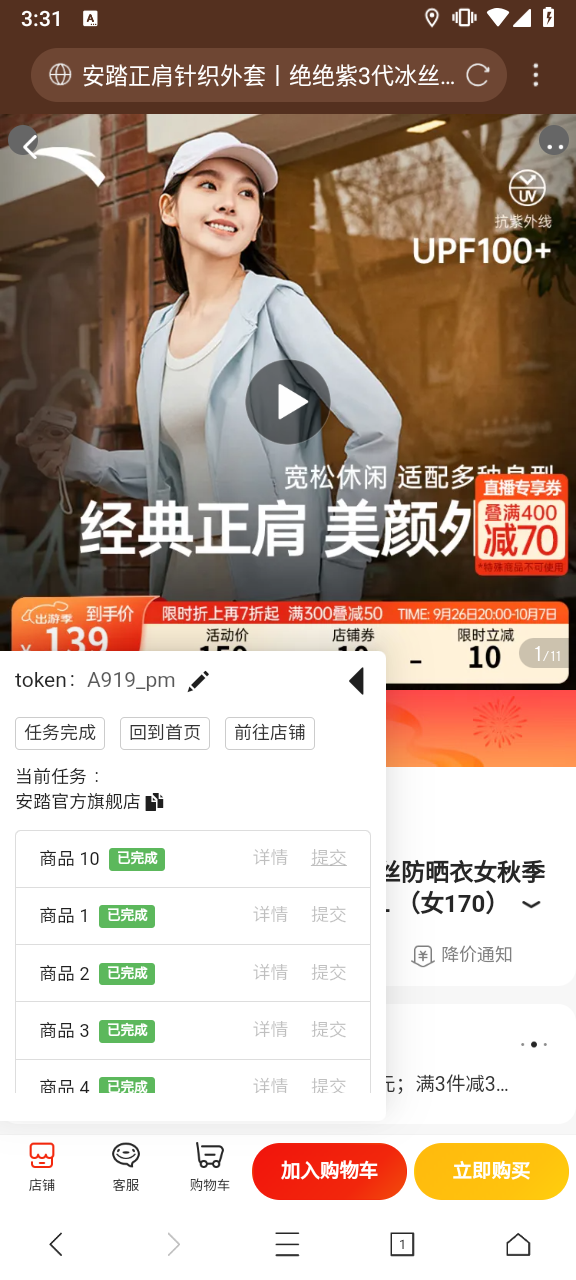 3:31
A
安踏正肩针织外套丨绝绝紫3代冰丝...
UV
抗紫外线
UPF100+
宽松休闲 适配多种身型
经典正肩 美颜外
直播专享券
叠满400
减70
*特殊商品不可使用
出游季 到手价
限时折上再7折起 满300叠减50 TIME: 9月26日20:00-10月7日
¥139
活动价
店铺券
限时立减
159 10 - 10
1/11
token: A919_pm
任务完成 回到首页 前往店铺
当前任务：
安踏官方旗舰店
商品 10 已完成 详情 提交
商品 1 已完成 详情 提交
商品 2 已完成 详情 提交
商品 3 已完成 详情 提交
商品 4 已完成 详情 提交
丝防晒衣女秋季
（女170）
降价通知
元；满3件减3...
店铺
客服
购物车
加入购物车
立即购买
1